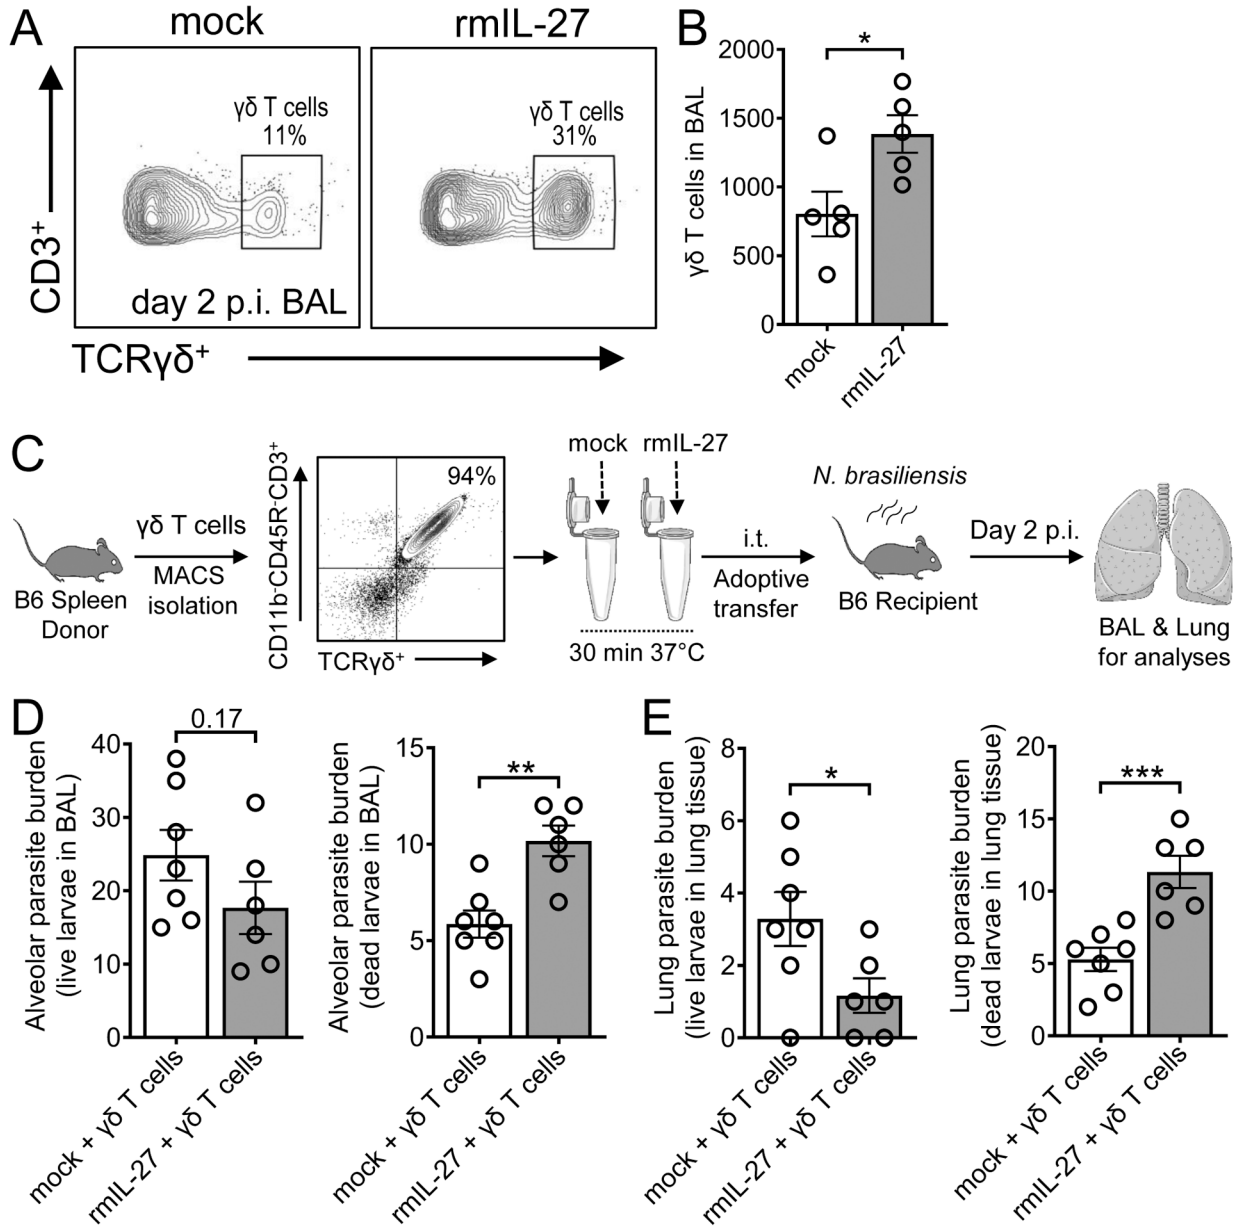 A
mock
rmIL-27
γδ T cells
11%
γδ T cells
31%
day 2 p.i. BAL
CD3⁺
TCRγδ⁺
B
γδ T cells in BAL
2000
1500
1000
500
0
*
mock
rmIL-27
C
B6 Spleen
Donor
γδ T cells
MACS
isolation
CD11b⁻CD45R⁻CD3⁺
94%
TCRγδ⁺
mock
rmIL-27
30 min 37°C
i.t.
Adoptive
transfer
N. brasiliensis
B6 Recipient
Day 2 p.i.
BAL & Lung
for analyses
D
Alveolar parasite burden
(live larvae in BAL)
40
30
20
10
0
0.17
mock + γδ T cells
rmIL-27 + γδ T cells
Alveolar parasite burden
(dead larvae in BAL)
15
10
5
0
**
mock + γδ T cells
rmIL-27 + γδ T cells
E
Lung parasite burden
(live larvae in lung tissue)
8
6
4
2
0
*
mock + γδ T cells
rmIL-27 + γδ T cells
Lung parasite burden
(dead larvae in lung tissue)
20
15
10
5
0
***
mock + γδ T cells
rmIL-27 + γδ T cells